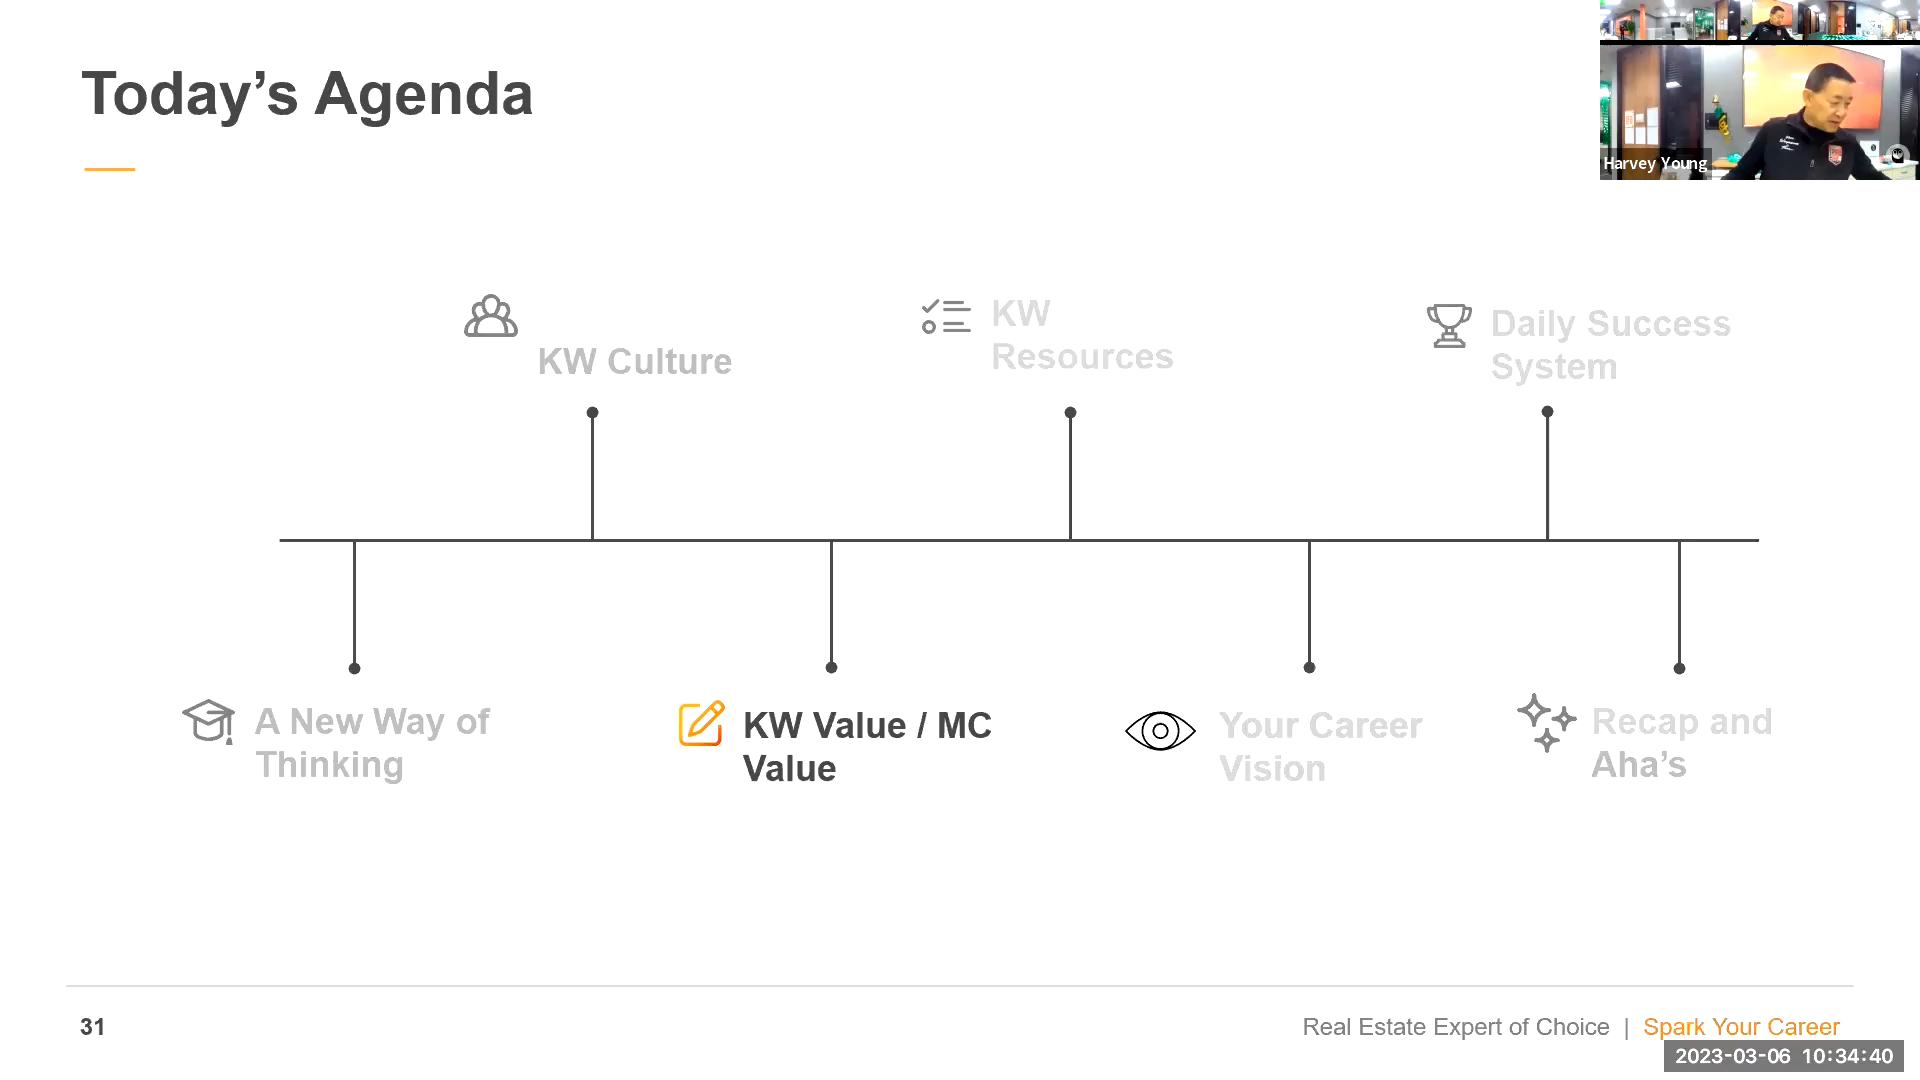 Today’s Agenda
Harvey Young
KW Culture
KW
Resources
Daily Success
System
A New Way of
Thinking
KW Value / MC
Value
Your Career
Vision
Recap and
Aha’s
31
Real Estate Expert of Choice | Spark Your Career
2023-03-06 10:34:40